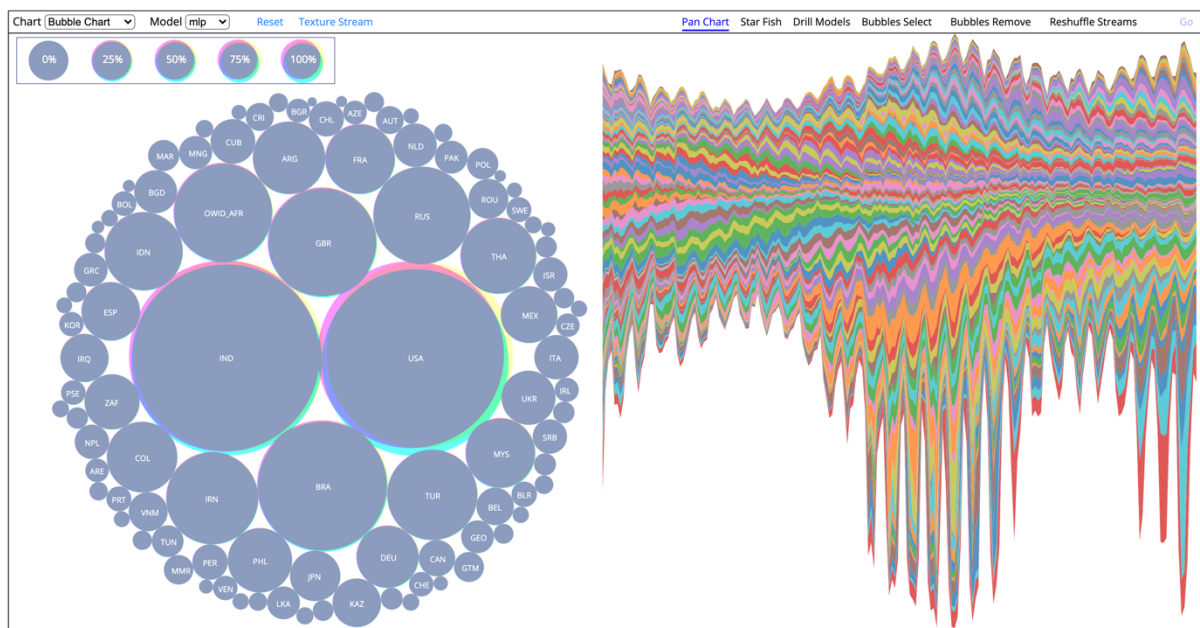 Chart Bubble Chart Model mlp Reset Texture Stream Pan Chart Star Fish Drill Models Bubbles Select Bubbles Remove Reshuffle Streams Go
0% 25% 50% 75% 100%
CRI
BGR
CHL
AZE
AUT
MAR
MNG
CUB
ARG
FRA
NLD
PAK
POL
BOL
BGD
OWID_AFR
RUS
ROU
SWE
GRC
IDN
GBR
THA
ISR
KOR
ESP
MEX
CZE
IRQ
IND
USA
ITA
PSE
ZAF
UKR
IRL
NPL
COL
MYS
SRB
ARE
PRT
VNM
IRN
BRA
TUR
BEL
BLR
TUN
MMR
PER
PHL
DEU
CAN
GEO
GTM
VEN
LKA
JPN
KAZ
CHE